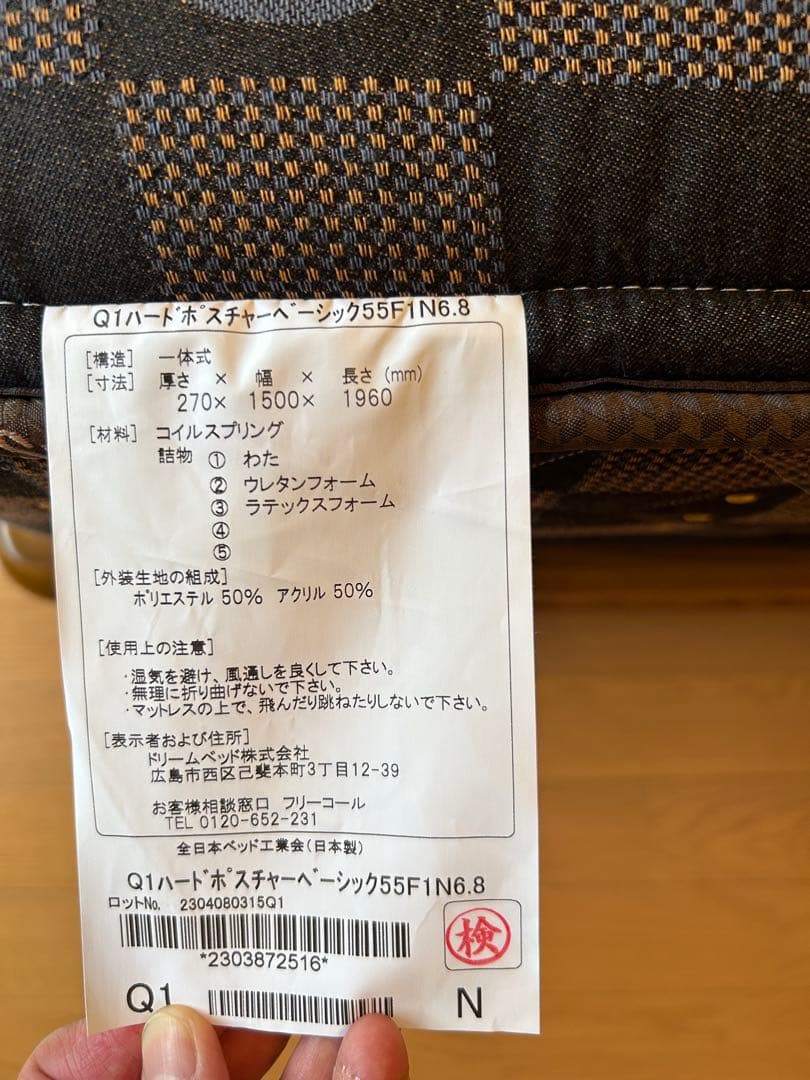 Q1ハードポスチャーベーシック55F1N6.8
[構造] 一体式
[寸法] 厚さ × 幅 × 長さ (mm)
270× 1500× 1960
[材料] コイルスプリング
詰物 ① わた
② ウレタンフォーム
③ ラテックスフォーム
④
⑤
[外装生地の組成]
ポリエステル 50% アクリル 50%
[使用上の注意]
・湿気を避け、風通しを良くして下さい。
・無理に折り曲げないで下さい。
・マットレスの上で、飛んだり跳ねたりしないで下さい。
[表示者および住所]
ドリームベッド株式会社
広島市西区己斐本町3丁目12-39
お客様相談窓口 フリーコール
TEL 0120-652-231
全日本ベッド工業会(日本製)
Q1ハードポスチャーベーシック55F1N6.8
ロットNo. 2304080315Q1
検
*2303872516*
Q1 N